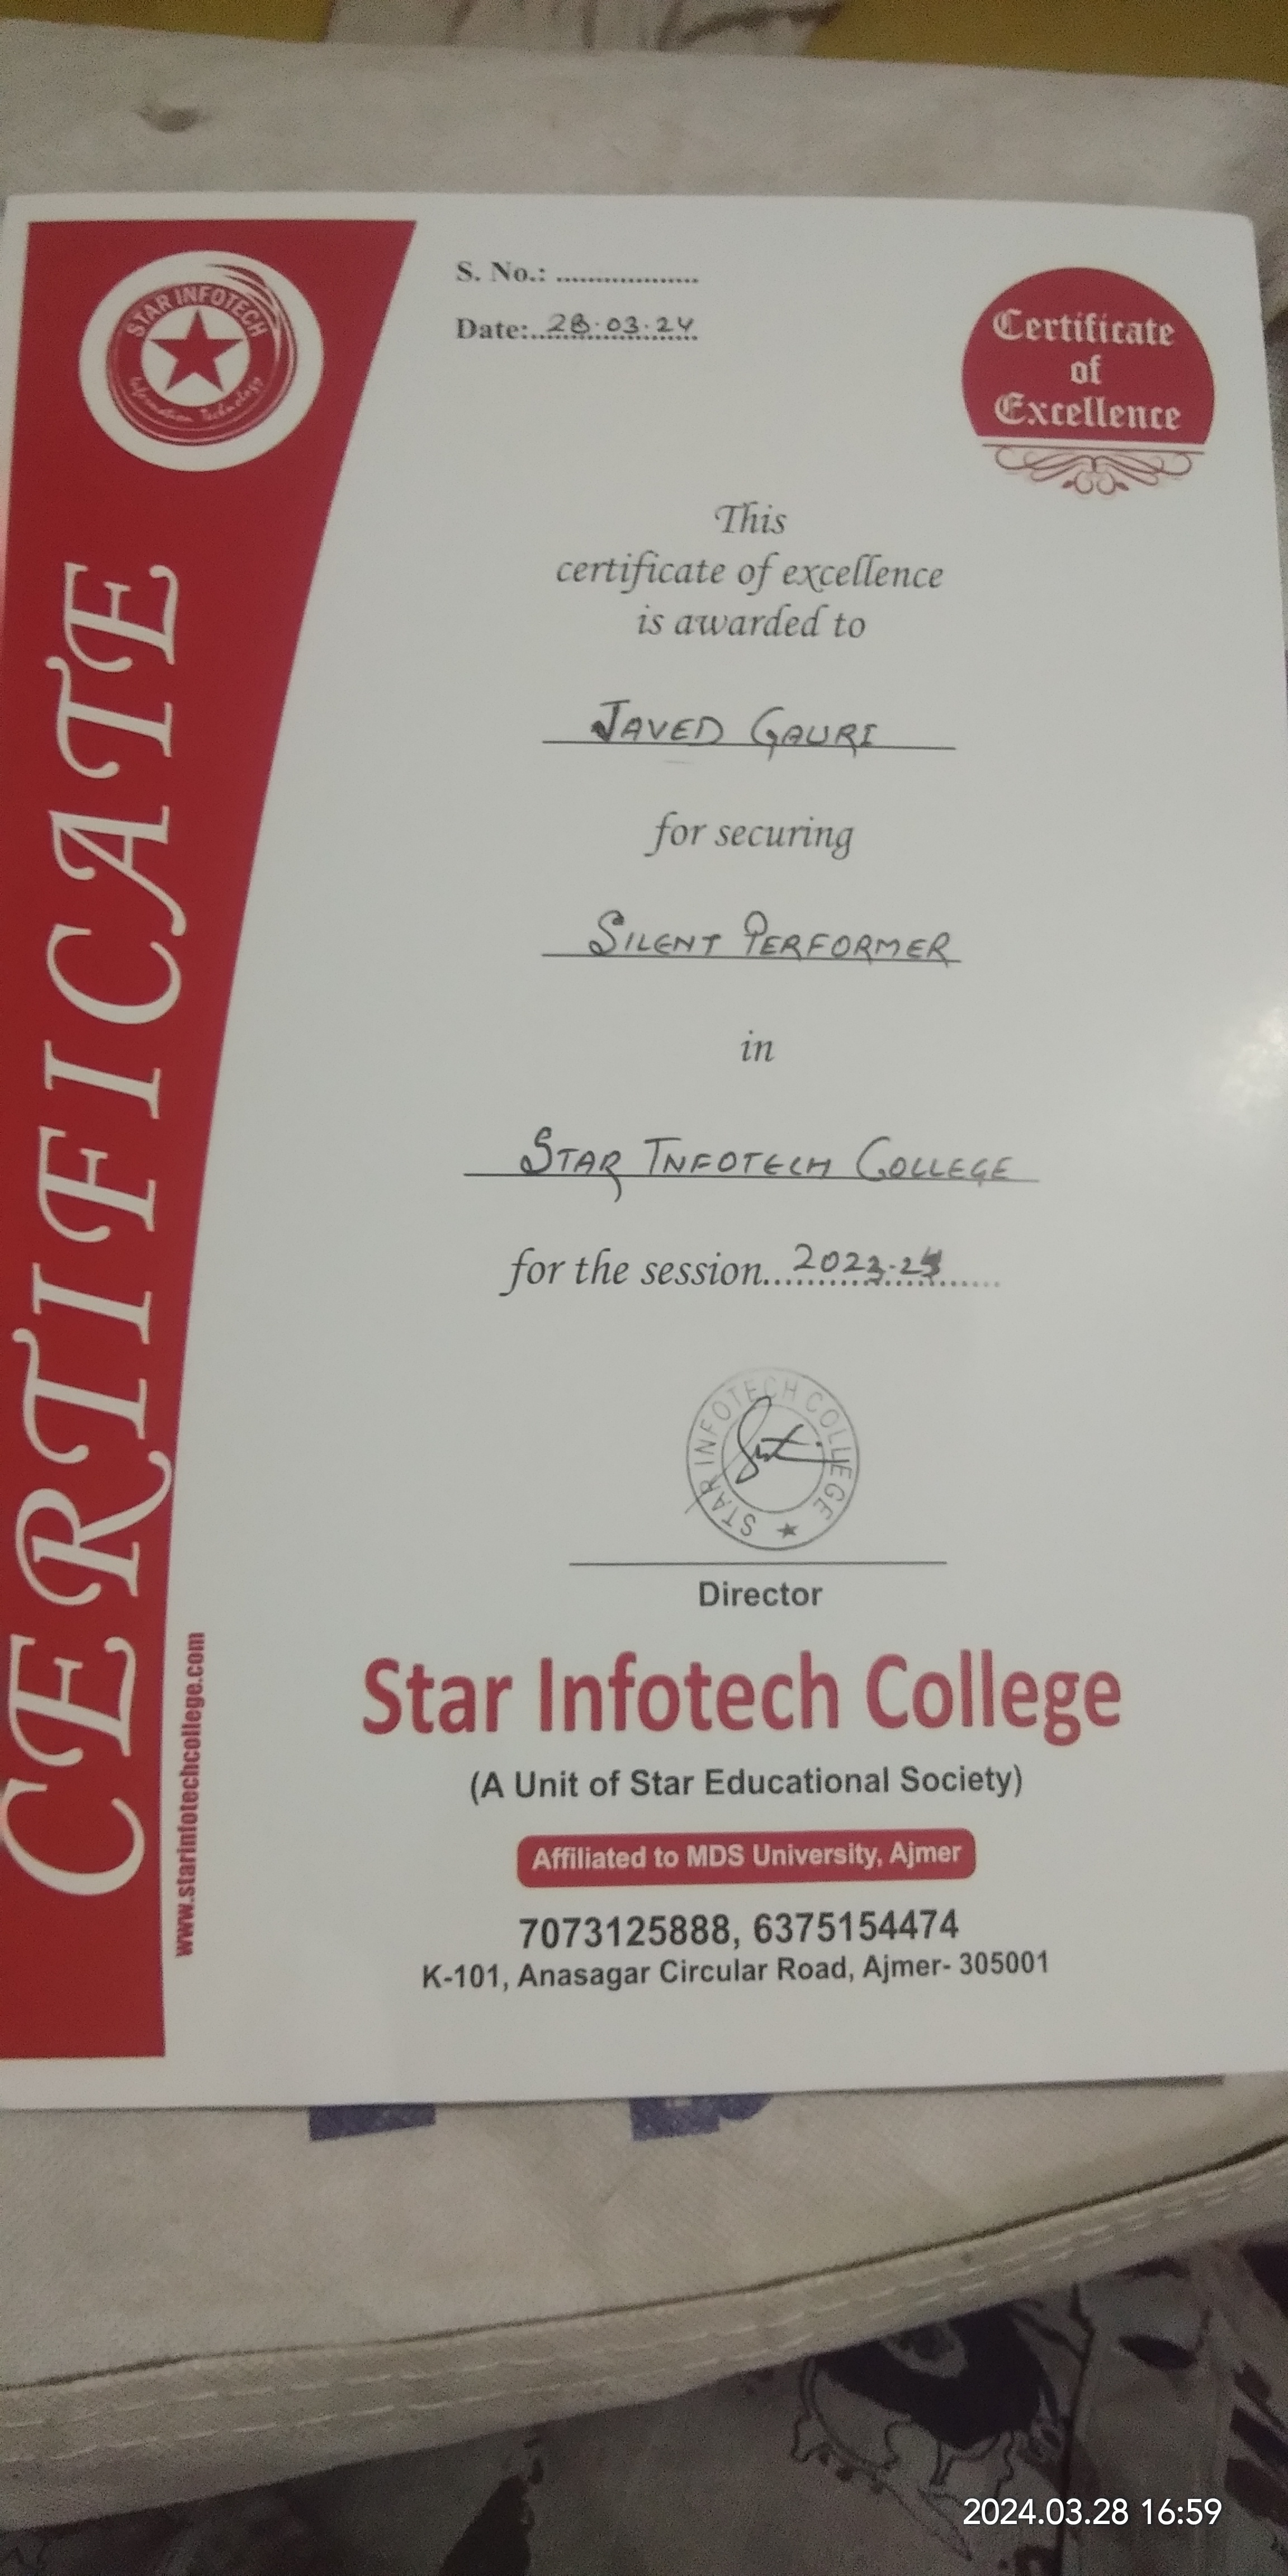 STAR INFOTECH
Information Technology
S. No.: ..................
Date:..28.03.24
Certificate
of
Excellence
CERTIFICATE
This
certificate of excellence
is awarded to
JAVED GAURI
for securing
SILENT PERFORMER
in
STAR INFOTECH COLLEGE
for the session...2023-24
STAR INFOTECH COLLEGE
Director
www.starinfotechcollege.com
Star Infotech College
(A Unit of Star Educational Society)
Affiliated to MDS University, Ajmer
7073125888, 6375154474
K-101, Anasagar Circular Road, Ajmer- 305001
2024.03.28 16:59